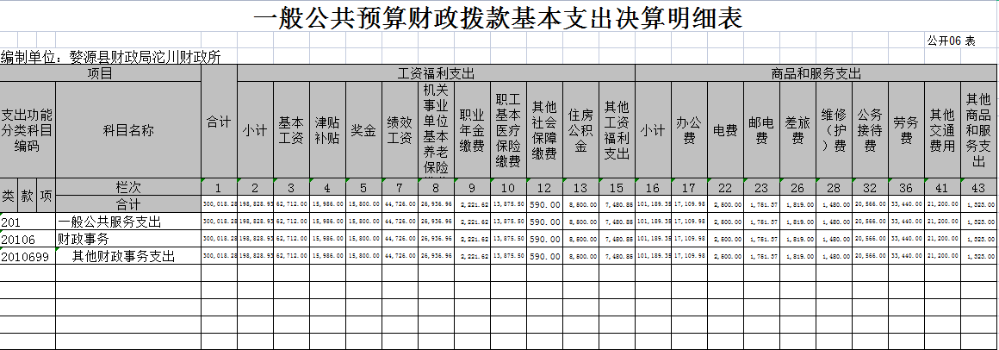 一般公共预算财政拨款基本支出决算明细表
公开06 表
编制单位：婺源县财政局沱川财政所
项目 合计 工资福利支出 商品和服务支出
支出功能
分类科目
编码
科目名称
小计
基本
工资
津贴
补贴
奖金
绩效
工资
机关
事业
单位
基本
养老
保险
职业
年金
缴费
职工
基本
医疗
保险
缴费
其他
社会
保障
缴费
住房
公积
金
其他
工资
福利
支出
小计
办公
费
电费
邮电
费
差旅
费
维修
（护
）费
公务
接待
费
劳务
费
其他
交通
费用
其他
商品
和服
务支
出
类 款 项 栏次 1 2 3 4 5 7 8 9 10 12 13 15 16 17 22 23 26 28 32 36 41 43
合计 300,018.28 198,828.93 62,712.00 15,986.00 15,800.00 44,726.00 26,936.96 2,221.62 13,875.50 590.00 8,500.00 7,480.85 101,189.35 17,109.98 2,500.00 1,751.37 1,819.00 1,480.00 20,566.00 33,440.00 21,200.00 1,323.00
201 一般公共服务支出 300,018.28 198,828.93 62,712.00 15,986.00 15,800.00 44,726.00 26,936.96 2,221.62 13,875.50 590.00 8,500.00 7,480.85 101,189.35 17,109.98 2,500.00 1,751.37 1,819.00 1,480.00 20,566.00 33,440.00 21,200.00 1,323.00
20106 财政事务 300,018.28 198,828.93 62,712.00 15,986.00 15,800.00 44,726.00 26,936.96 2,221.62 13,875.50 590.00 8,500.00 7,480.85 101,189.35 17,109.98 2,500.00 1,751.37 1,819.00 1,480.00 20,566.00 33,440.00 21,200.00 1,323.00
2010699 其他财政事务支出 300,018.28 198,828.93 62,712.00 15,986.00 15,800.00 44,726.00 26,936.96 2,221.62 13,875.50 590.00 8,500.00 7,480.85 101,189.35 17,109.98 2,500.00 1,751.37 1,819.00 1,480.00 20,566.00 33,440.00 21,200.00 1,323.00